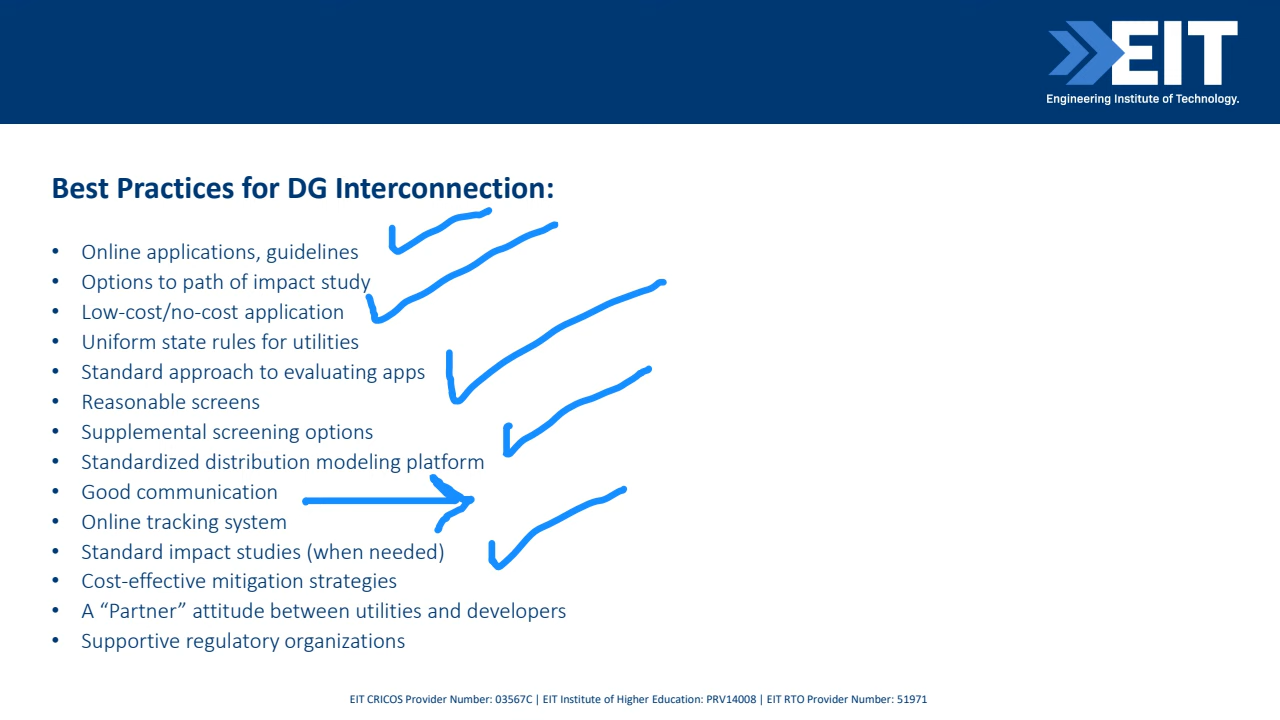 EIT
Engineering Institute of Technology.
Best Practices for DG Interconnection:
• Online applications, guidelines
• Options to path of impact study
• Low-cost/no-cost application
• Uniform state rules for utilities
• Standard approach to evaluating apps
• Reasonable screens
• Supplemental screening options
• Standardized distribution modeling platform
• Good communication
• Online tracking system
• Standard impact studies (when needed)
• Cost-effective mitigation strategies
• A “Partner” attitude between utilities and developers
• Supportive regulatory organizations
EIT CRICOS Provider Number: 03567C | EIT Institute of Higher Education: PRV14008 | EIT RTO Provider Number: 51971